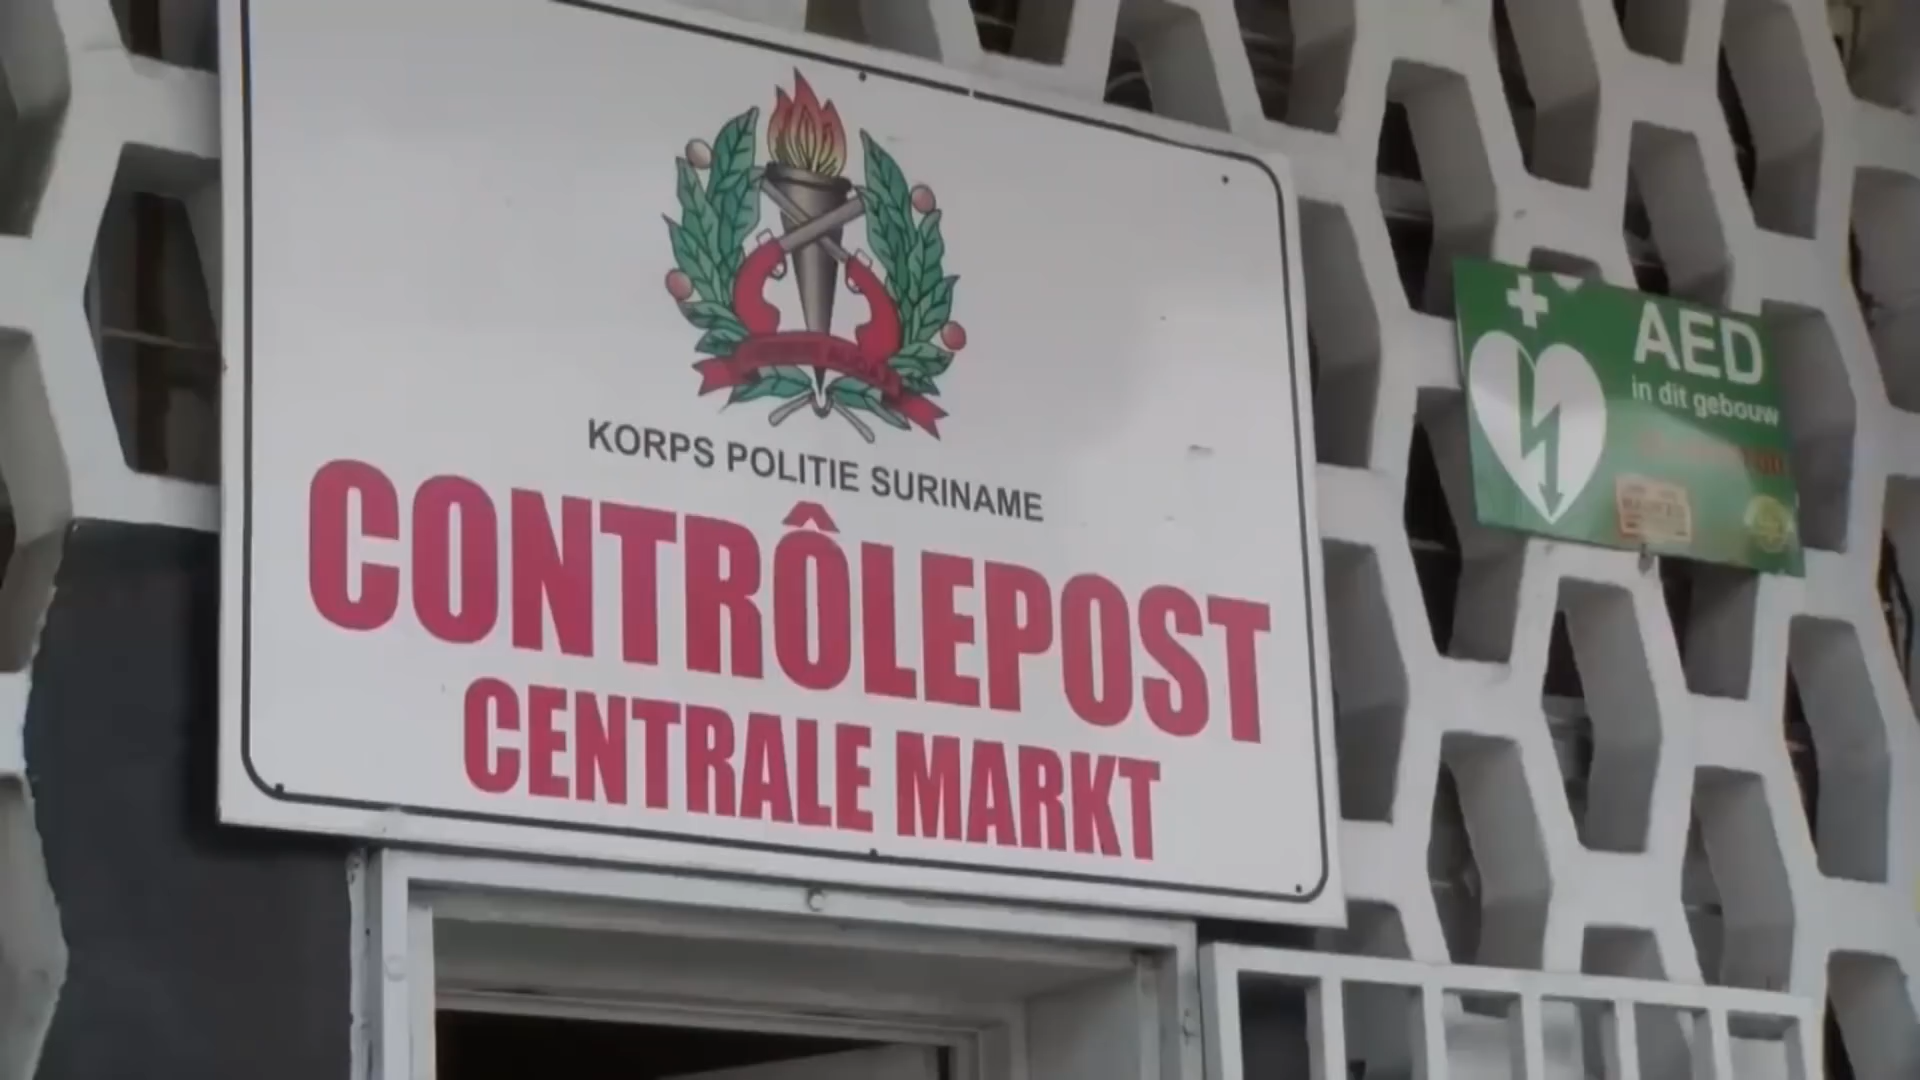 KORPS POLITIE SURINAME
CONTRÔLEPOST
CENTRALE MARKT
AED
in dit gebouw